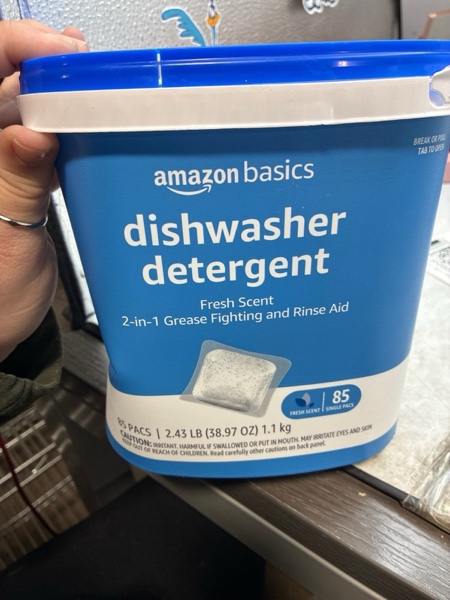 BREAK OR PULL
TAB TO OPEN
amazon basics
dishwasher
detergent
Fresh Scent
2-in-1 Grease Fighting and Rinse Aid
FRESH SCENT
85
SINGLE PACS
85 PACS | 2.43 LB (38.97 OZ) 1.1 kg
CAUTION: IRRITANT. HARMFUL IF SWALLOWED OR PUT IN MOUTH. MAY IRRITATE EYES AND SKIN.
KEEP OUT OF REACH OF CHILDREN. Read carefully other cautions on back panel.